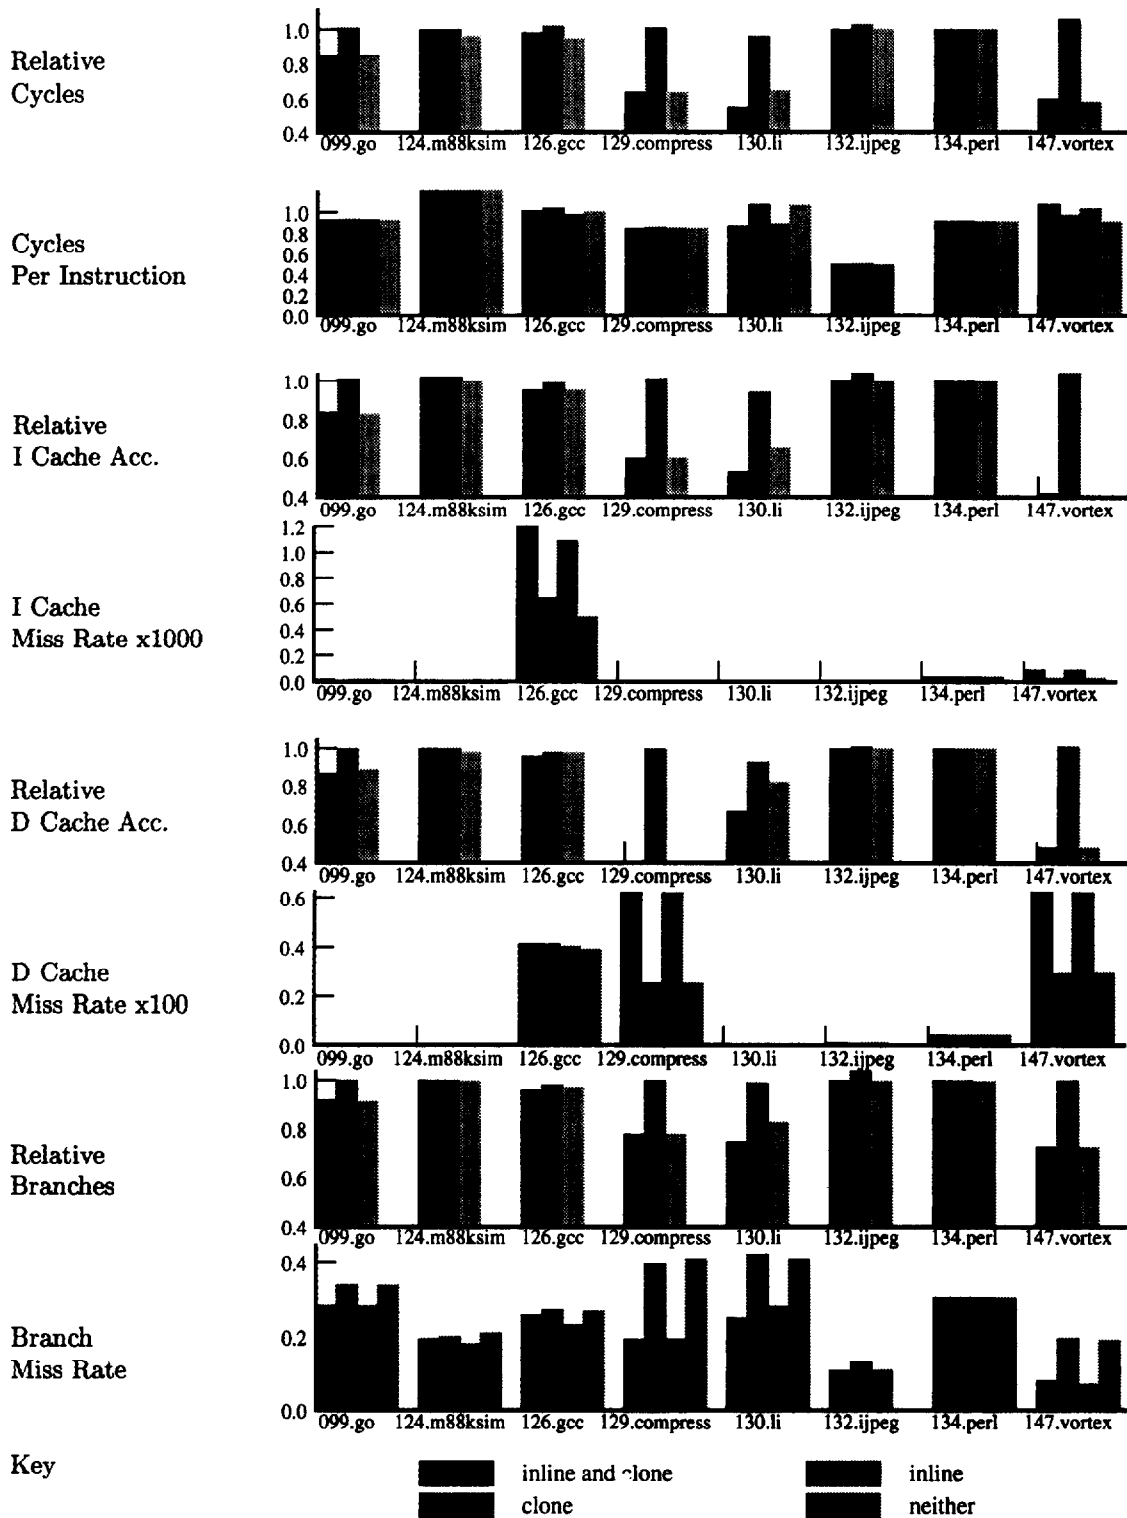 Relative
Cycles
1.0
0.8
0.6
0.4
099.go 124.m88ksim 126.gcc 129.compress 130.li 132.ijpeg 134.perl 147.vortex
Cycles
Per Instruction
1.0
0.8
0.6
0.4
0.2
0.0
099.go 124.m88ksim 126.gcc 129.compress 130.li 132.ijpeg 134.perl 147.vortex
Relative
I Cache Acc.
1.0
0.8
0.6
0.4
099.go 124.m88ksim 126.gcc 129.compress 130.li 132.ijpeg 134.perl 147.vortex
I Cache
Miss Rate x1000
1.2
1.0
0.8
0.6
0.4
0.2
0.0
099.go 124.m88ksim 126.gcc 129.compress 130.li 132.ijpeg 134.perl 147.vortex
Relative
D Cache Acc.
1.0
0.8
0.6
0.4
099.go 124.m88ksim 126.gcc 129.compress 130.li 132.ijpeg 134.perl 147.vortex
D Cache
Miss Rate x100
0.6
0.4
0.2
0.0
099.go 124.m88ksim 126.gcc 129.compress 130.li 132.ijpeg 134.perl 147.vortex
Relative
Branches
1.0
0.8
0.6
0.4
099.go 124.m88ksim 126.gcc 129.compress 130.li 132.ijpeg 134.perl 147.vortex
Branch
Miss Rate
0.4
0.2
0.0
099.go 124.m88ksim 126.gcc 129.compress 130.li 132.ijpeg 134.perl 147.vortex
Key
inline and clone inline
clone neither